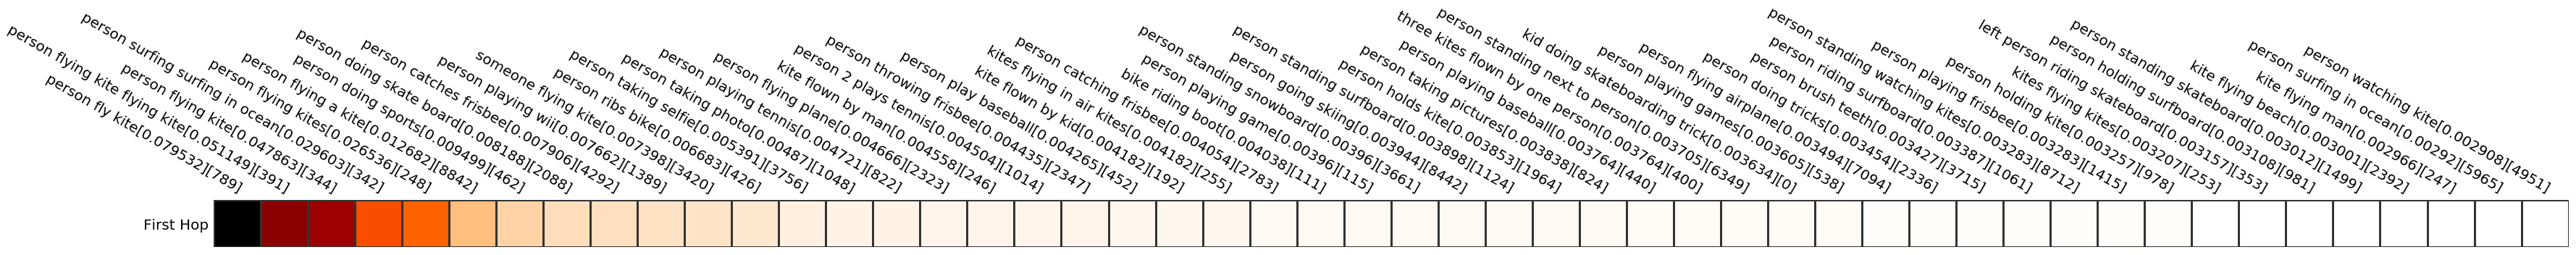 person fly kite[0.079532][789]
person flying kite flying kite[0.051149][391]
person flying kite[0.047863][344]
person surfing surfing in ocean[0.029603][342]
person flying kites[0.026536][248]
person flying a kite[0.012682][8842]
person doing sports[0.009499][462]
person doing skate board[0.008188][2088]
person catches frisbee[0.007906][4292]
person playing wii[0.007662][1389]
someone flying kite[0.007398][3420]
person ribs bike[0.006683][426]
person taking selfie[0.005391][3756]
person taking photo[0.00487][1048]
person playing tennis[0.004721][822]
person flying plane[0.004666][2323]
kite flown by man[0.004558][246]
person 2 plays tennis[0.004504][1014]
person throwing frisbee[0.004435][2347]
person play baseball[0.004265][452]
kite flown by kid[0.004182][192]
kites flying in air kites[0.004182][255]
person catching frisbee[0.004054][2783]
bike riding boot[0.004038][111]
person playing game[0.00396][115]
person standing snowboard[0.00396][3661]
person going skiing[0.003944][8442]
person standing surfboard[0.003898][1124]
person holds kite[0.003853][1964]
person taking pictures[0.003838][824]
person playing baseball[0.003764][440]
three kites flown by one person[0.003764][400]
person standing next to person[0.003705][6349]
kid doing skateboarding trick[0.003634][0]
person playing games[0.003605][538]
person flying airplane[0.003494][7094]
person doing tricks[0.003454][2336]
person brush teeth[0.003427][3715]
person riding surfboard[0.003387][1061]
person standing watching kites[0.003283][8712]
person playing frisbee[0.003283][1415]
person holding kite[0.003257][978]
kites flying kites[0.003207][253]
left person riding skateboard[0.003157][353]
person holding surfboard[0.003108][981]
person standing skateboard[0.003012][1499]
kite flying beach[0.003001][2392]
kite flying man[0.002966][247]
person surfing in ocean[0.00292][5965]
person watching kite[0.002908][4951]
First Hop